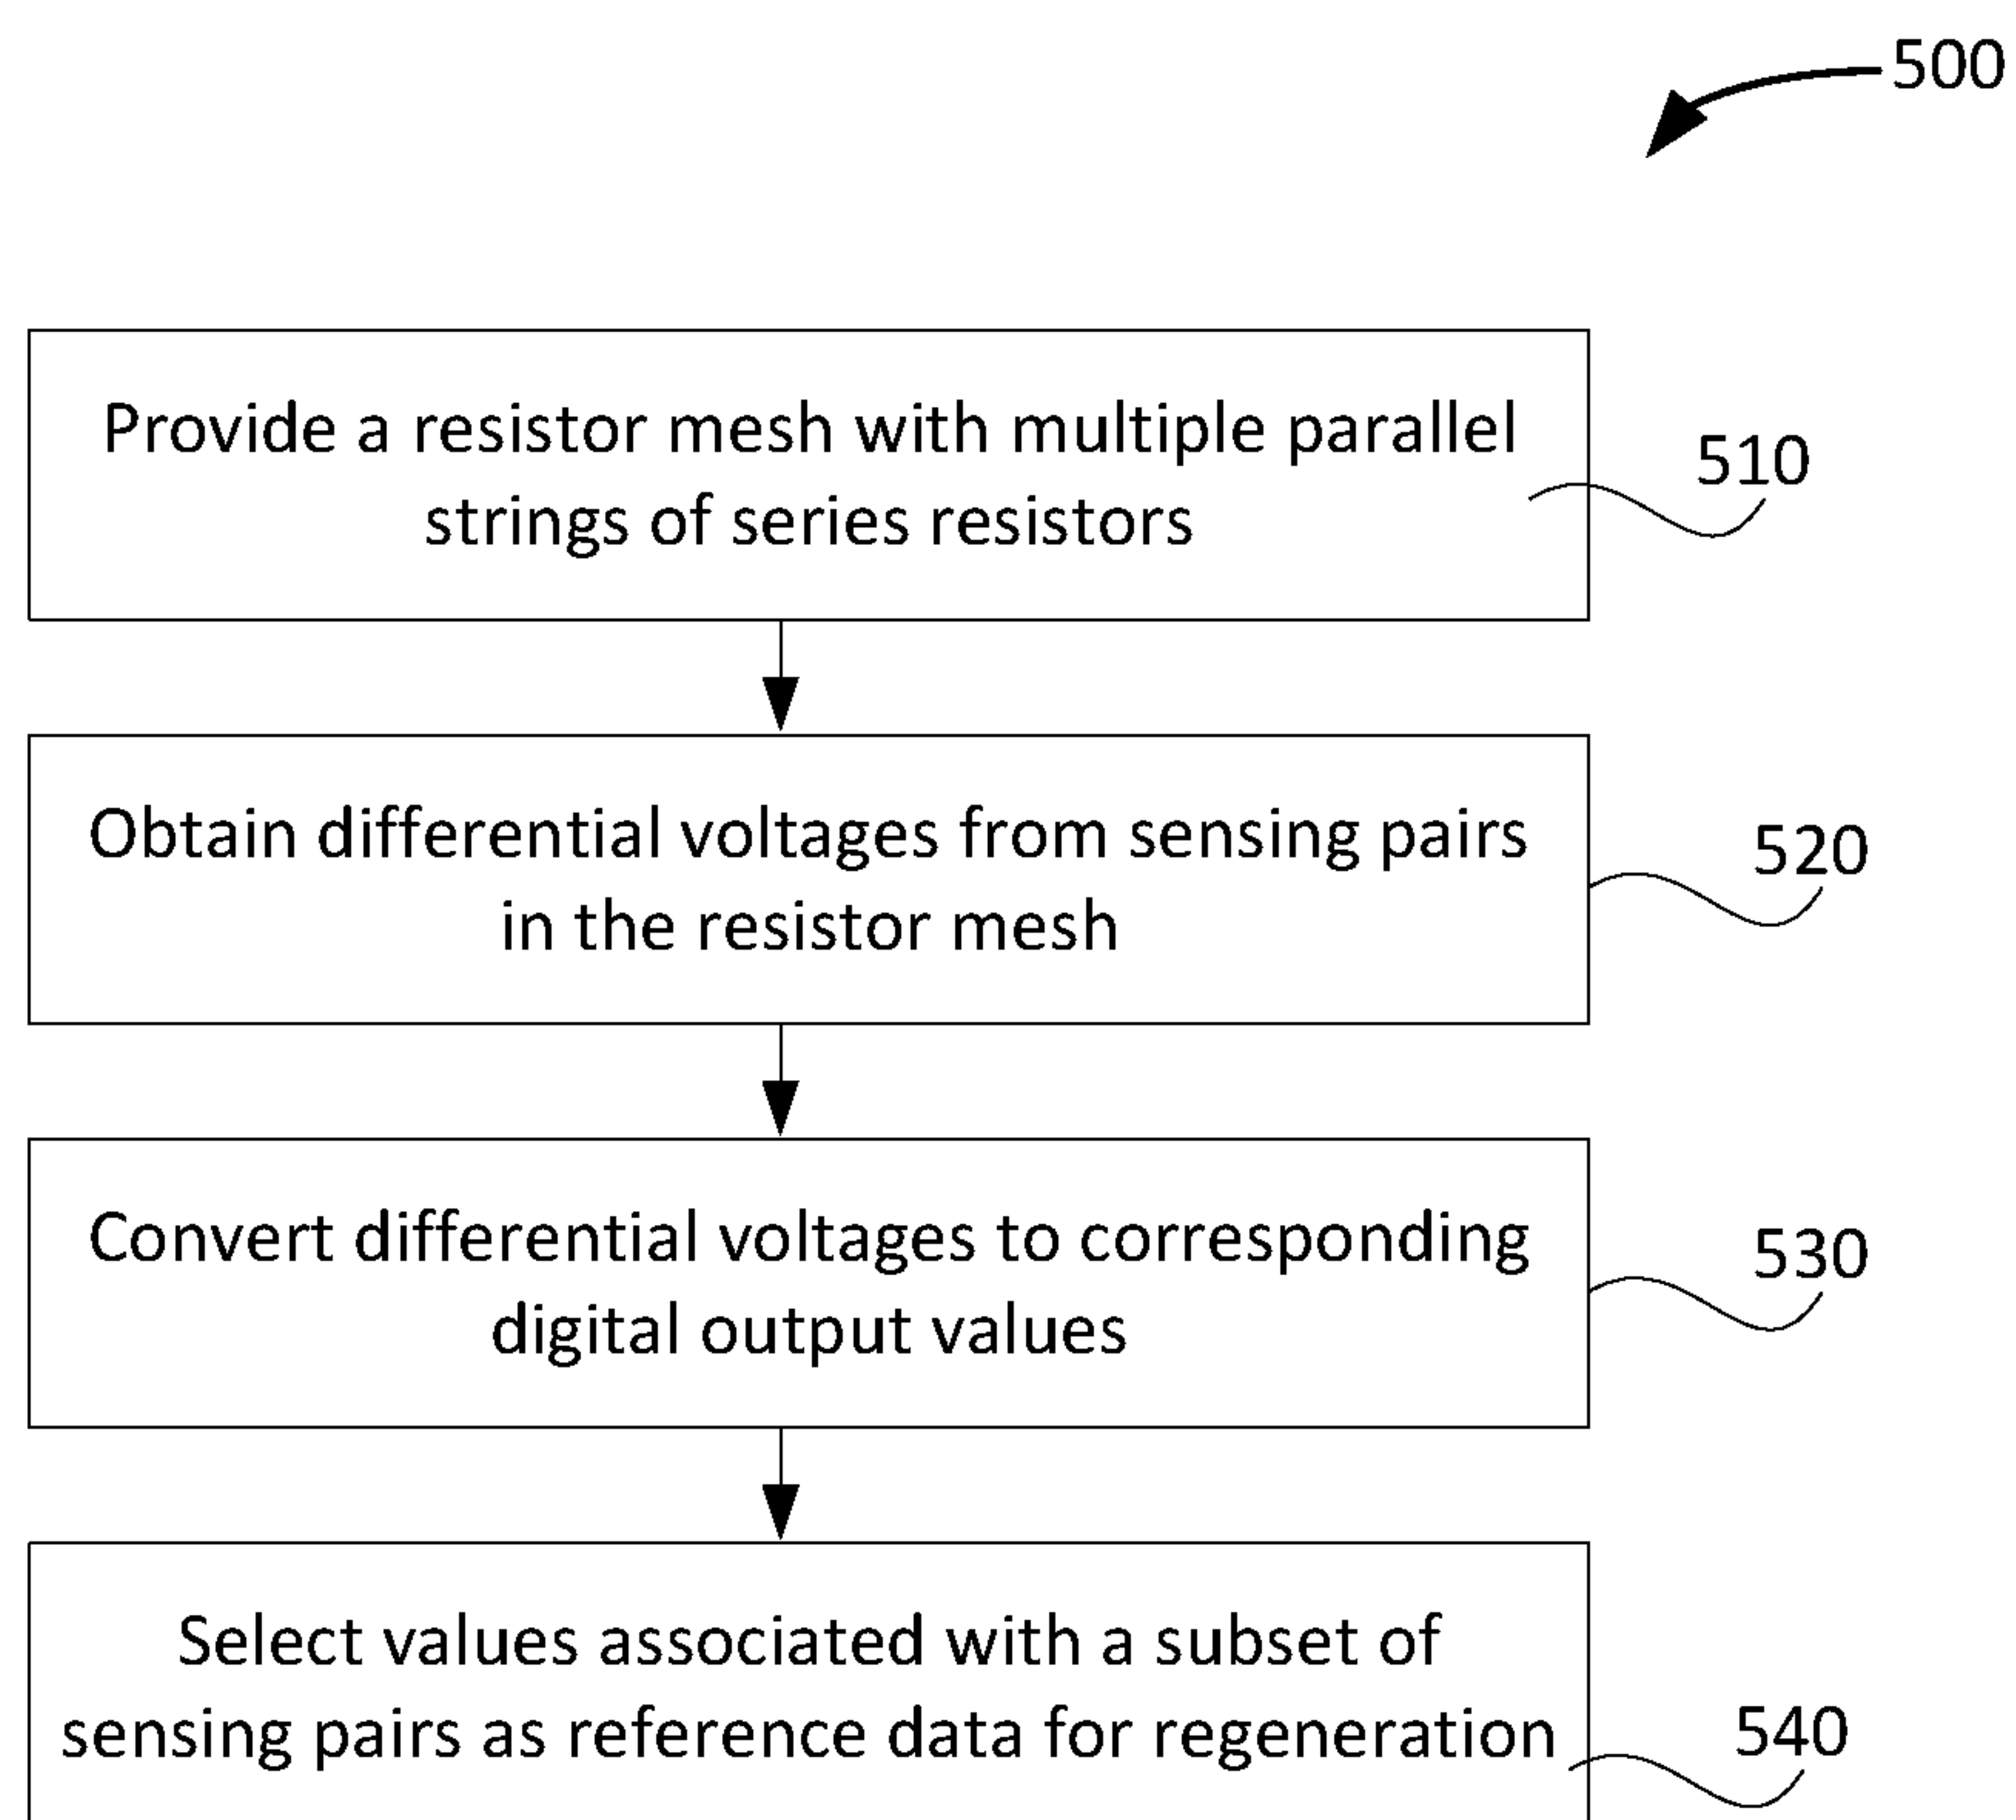 500
Provide a resistor mesh with multiple parallel
strings of series resistors
510
Obtain differential voltages from sensing pairs
in the resistor mesh
520
Convert differential voltages to corresponding
digital output values
530
Select values associated with a subset of
sensing pairs as reference data for regeneration
540